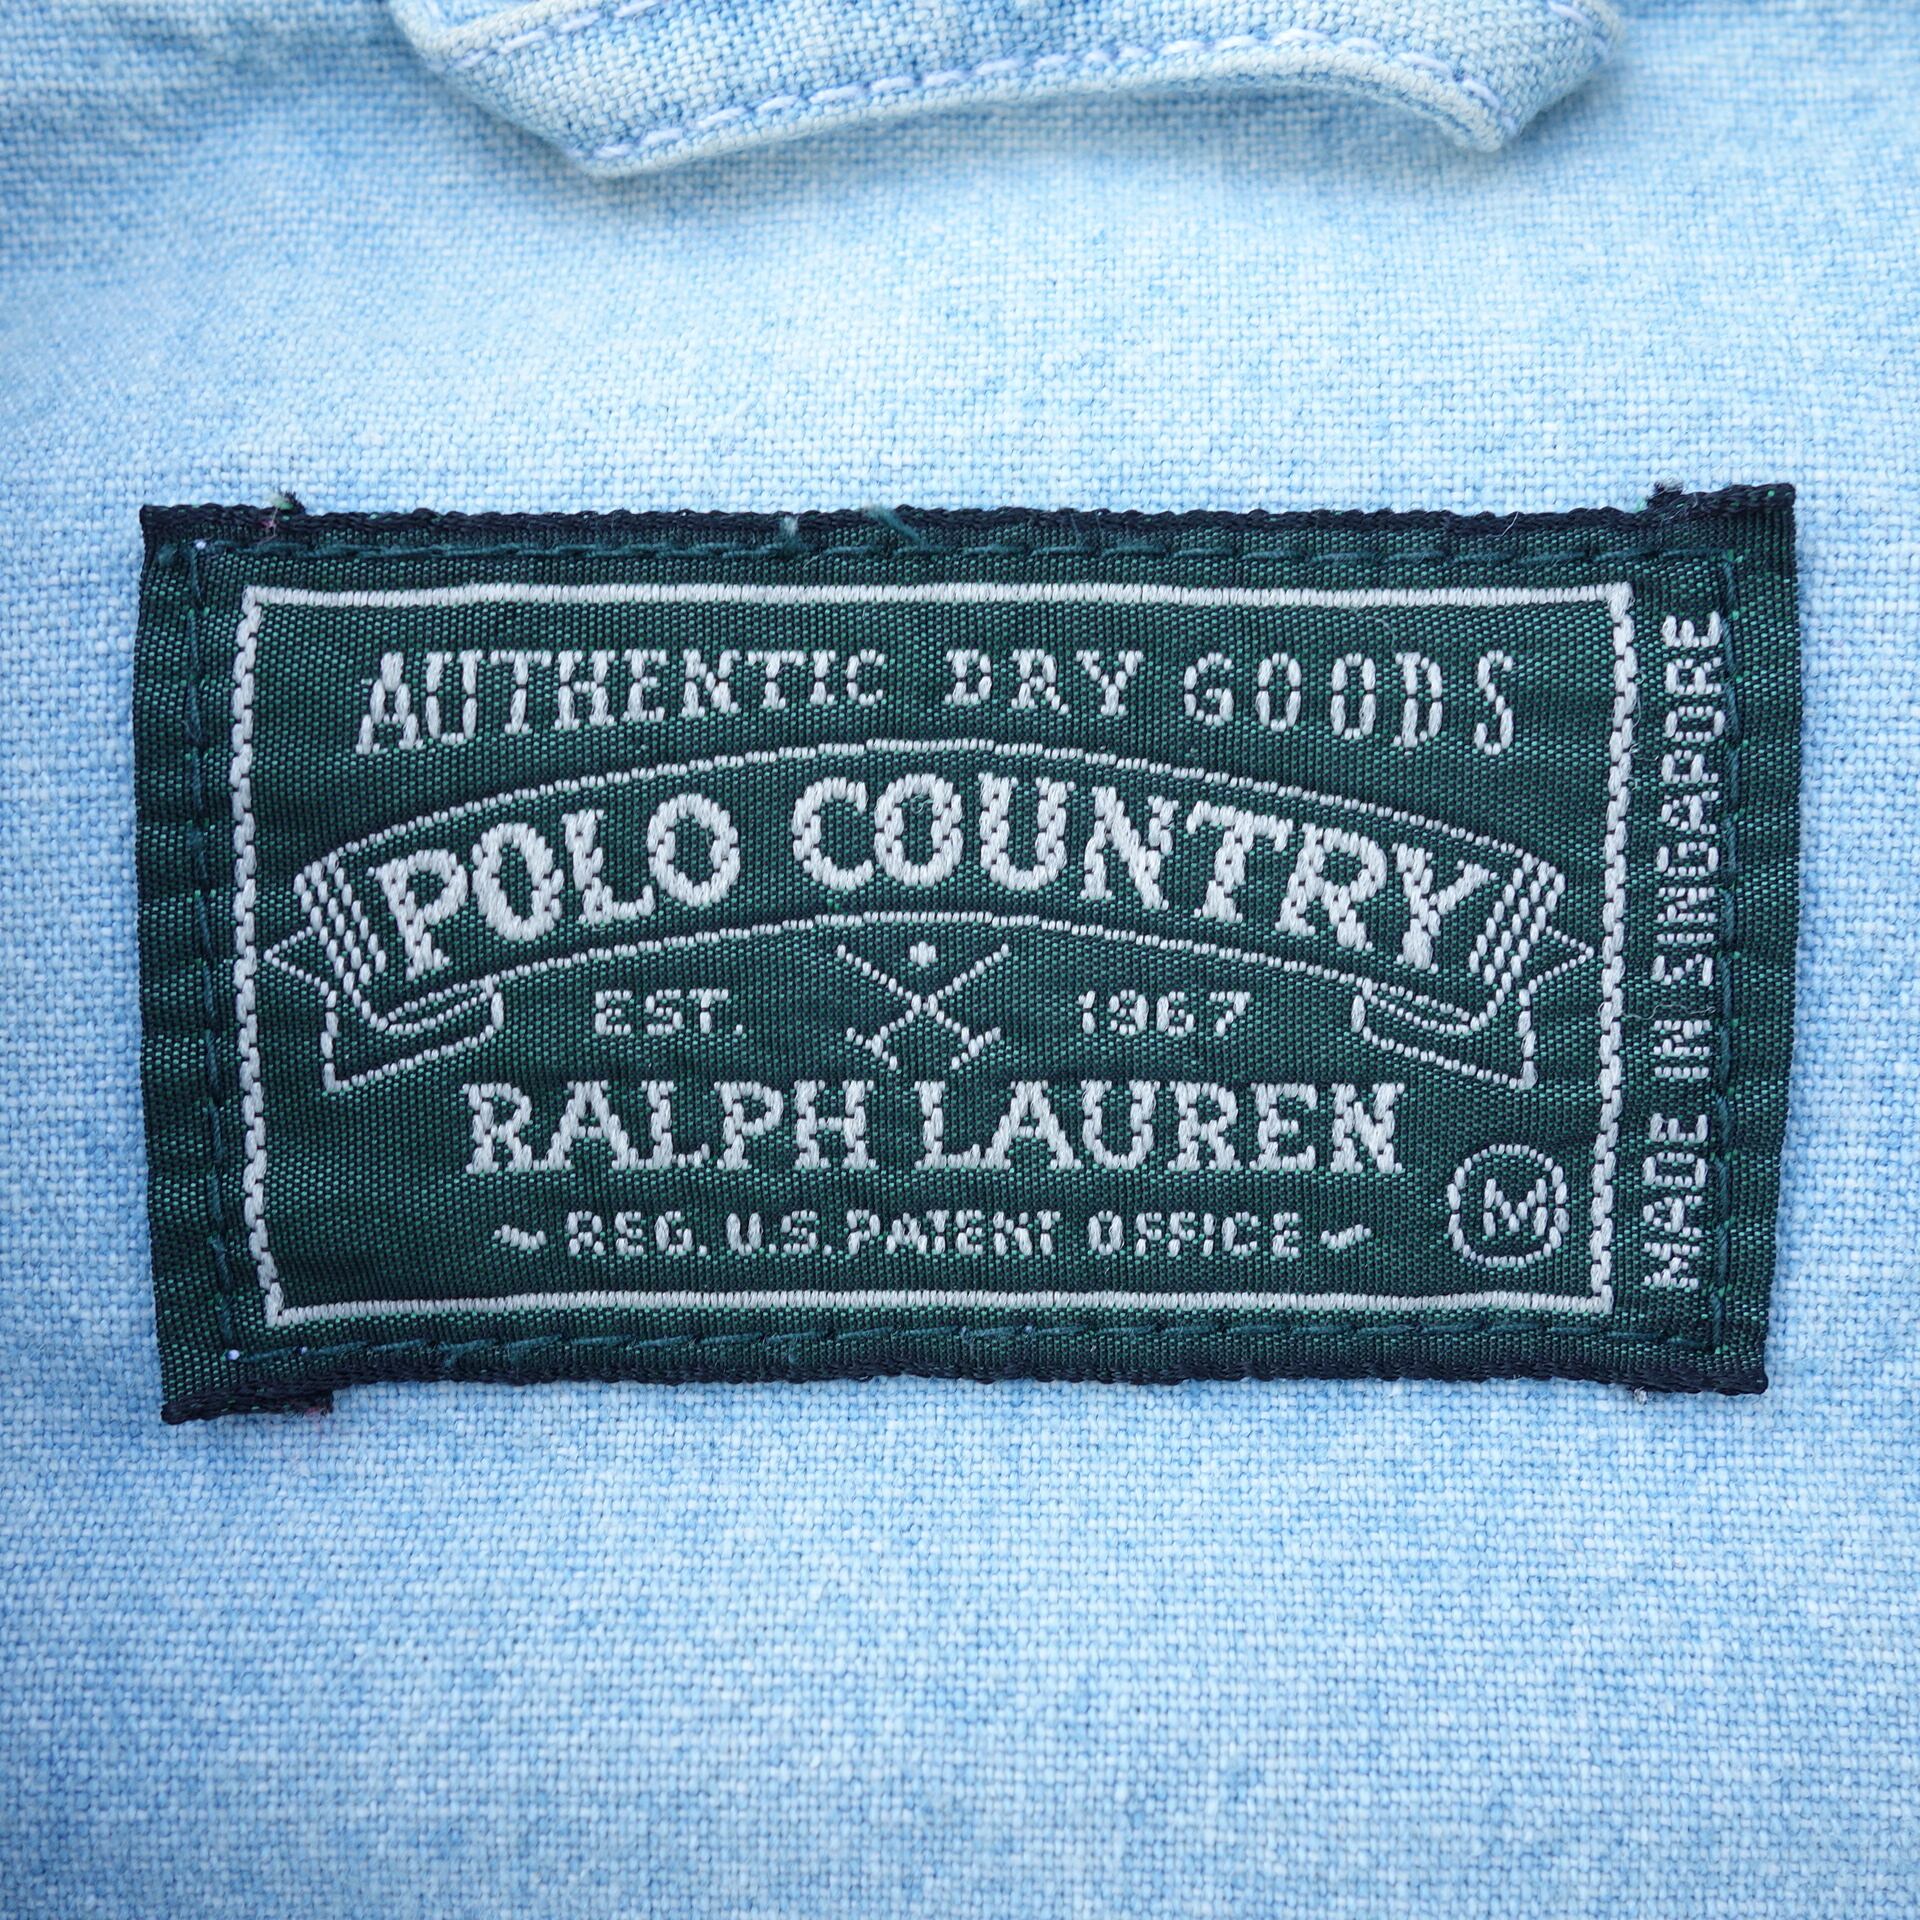 AUTHENTIC DRY GOODS
POLO COUNTRY
EST. 1967
RALPH LAUREN
~ REG. U.S. PATENT OFFICE ~
M
MADE IN SINGAPORE